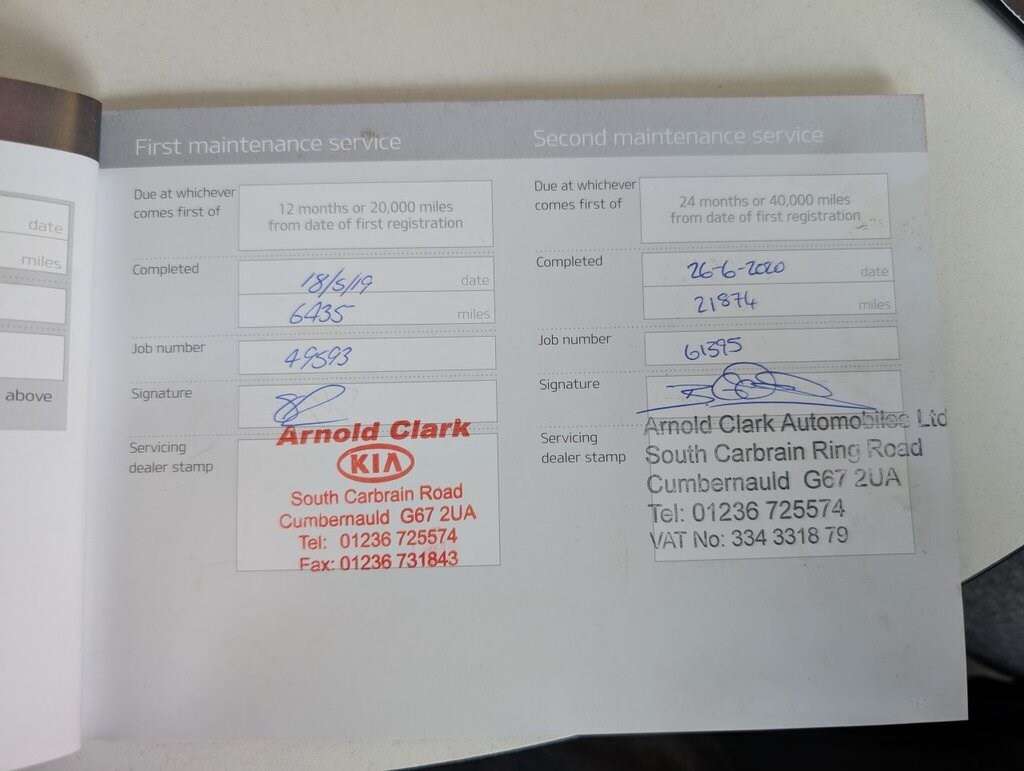 date
miles
above
First maintenance service
Due at whichever
comes first of
12 months or 20,000 miles
from date of first registration
Completed
18/5/19 date
6435 miles
Job number
49593
Signature
Servicing
dealer stamp
Arnold Clark
KIA
South Carbrain Road
Cumbernauld G67 2UA
Tel: 01236 725574
Fax: 01236 731843
Second maintenance service
Due at whichever
comes first of
24 months or 40,000 miles
from date of first registration
Completed
26-6-2020 date
21874 miles
Job number
61395
Signature
Servicing
dealer stamp
Arnold Clark Automobiles Ltd
South Carbrain Ring Road
Cumbernauld G67 2UA
Tel: 01236 725574
VAT No: 334 3318 79
15